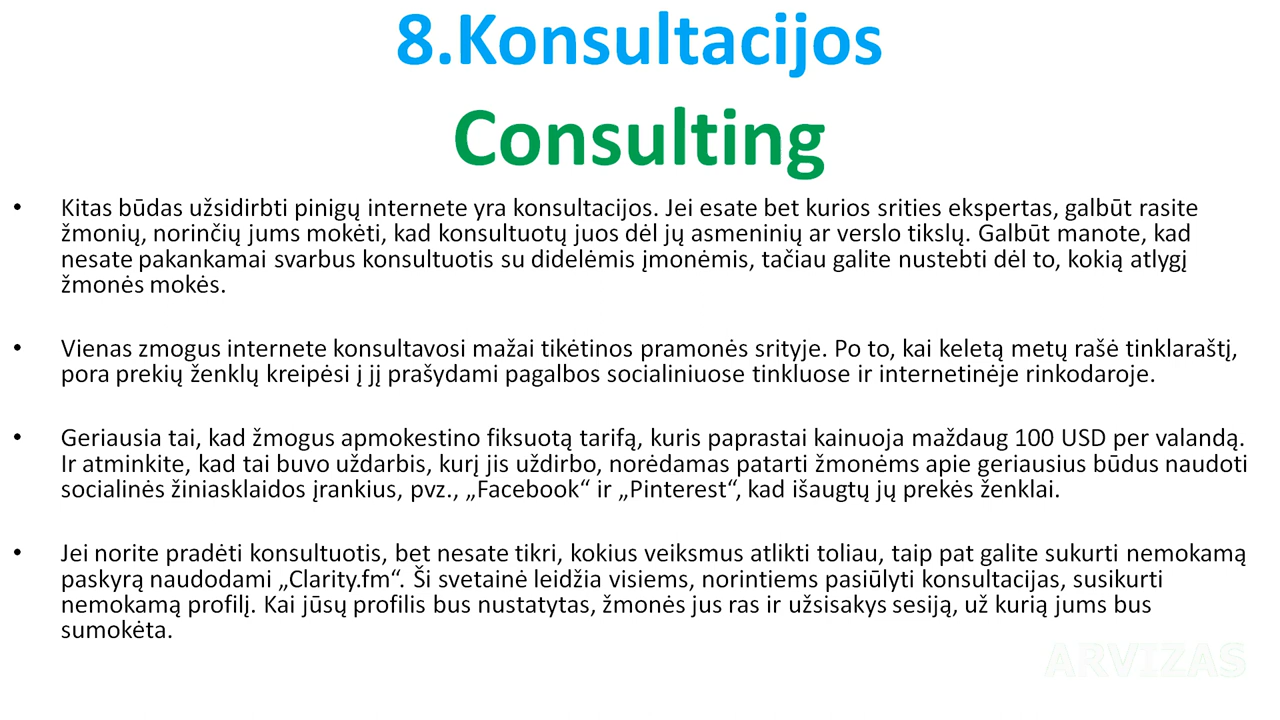 8.Konsultacijos
Consulting
• Kitas būdas užsidirbti pinigų internete yra konsultacijos. Jei esate bet kurios srities ekspertas, galbūt rasite
žmonių, norinčių jums mokėti, kad konsultuotų juos dėl jų asmeninių ar verslo tikslų. Galbūt manote, kad
nesate pakankamai svarbus konsultuotis su didelėmis įmonėmis, tačiau galite nustebti dėl to, kokią atlygį
žmonės mokės.
• Vienas zmogus internete konsultavosi mažai tikėtinos pramonės srityje. Po to, kai keletą metų rašė tinklaraštį,
pora prekių ženklų kreipėsi į jį prašydami pagalbos socialiniuose tinkluose ir internetinėje rinkodaroje.
• Geriausia tai, kad žmogus apmokestino fiksuotą tarifą, kuris paprastai kainuoja maždaug 100 USD per valandą.
Ir atminkite, kad tai buvo uždarbis, kurį jis uždirbo, norėdamas patarti žmonėms apie geriausius būdus naudoti
socialinės žiniasklaidos įrankius, pvz., „Facebook“ ir „Pinterest“, kad išaugtų jų prekės ženklai.
• Jei norite pradėti konsultuotis, bet nesate tikri, kokius veiksmus atlikti toliau, taip pat galite sukurti nemokamą
paskyrą naudodami „Clarity.fm“. Ši svetainė leidžia visiems, norintiems pasiūlyti konsultacijas, susikurti
nemokamą profilį. Kai jūsų profilis bus nustatytas, žmonės jus ras ir užsisakys sesiją, už kurią jums bus
sumokėta.
ARVIZAS